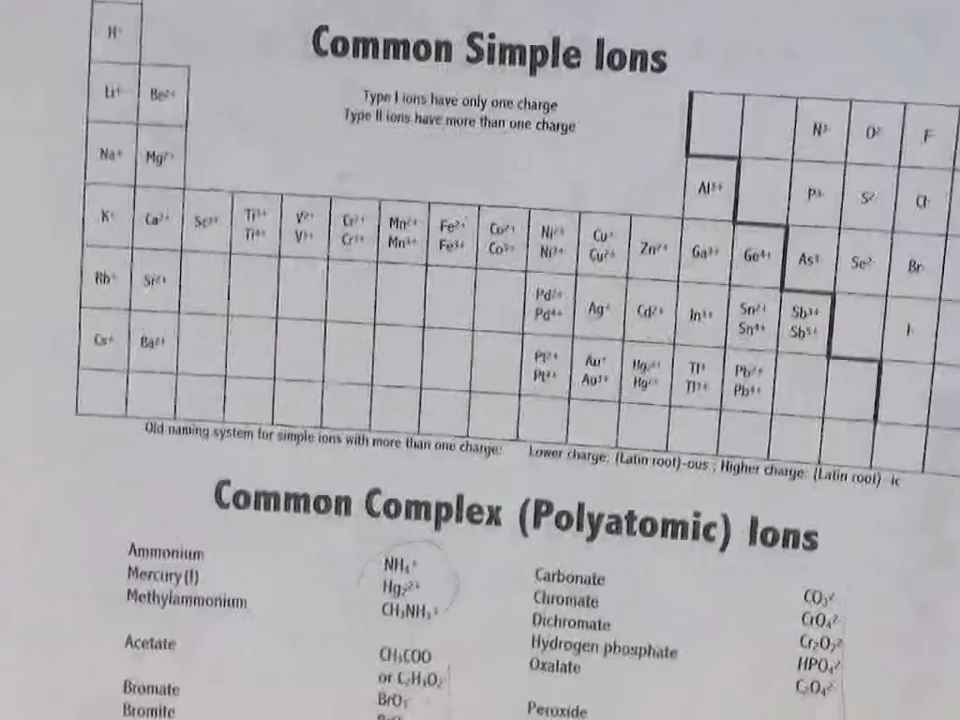 Common Simple Ions
Type I ions have only one charge
Type II ions have more than one charge
H⁺
Li⁺ Be²⁺ N³⁻ O²⁻ F⁻
Na⁺ Mg²⁺ Al³⁺ P³⁻ S²⁻ Cl⁻
K⁺ Ca²⁺ Sc³⁺ Ti³⁺ V²⁺ Cr²⁺ Mn²⁺ Fe²⁺ Co²⁺ Ni²⁺ Cu⁺ Zn²⁺ Ga³⁺ Ge⁴⁺ As³⁻ Se²⁻ Br⁻
Ti⁴⁺ V³⁺ Cr³⁺ Mn³⁺ Fe³⁺ Co³⁺ Ni³⁺ Cu²⁺
Rb⁺ Sr²⁺ Pd²⁺ Ag⁺ Cd²⁺ In³⁺ Sn²⁺ Sb³⁺ I⁻
Pd⁴⁺ Sn⁴⁺ Sb⁵⁺
Cs⁺ Ba²⁺ Pt²⁺ Au⁺ Hg₂²⁺ Tl⁺ Pb²⁺
Pt⁴⁺ Au³⁺ Hg²⁺ Tl³⁺ Pb⁴⁺
Old naming system for simple ions with more than one charge: Lower charge: (Latin root)-ous ; Higher charge: (Latin root) -ic
Common Complex (Polyatomic) Ions
Ammonium NH₄⁺
Mercury (I) Hg₂²⁺
Methylammonium CH₃NH₃⁺
Acetate CH₃COO
or C₂H₃O₂⁻
Bromate BrO₃⁻
Bromite
Carbonate CO₃²⁻
Chromate CrO₄²⁻
Dichromate Cr₂O₇²⁻
Hydrogen phosphate HPO₄²⁻
Oxalate C₂O₄²⁻
Peroxide